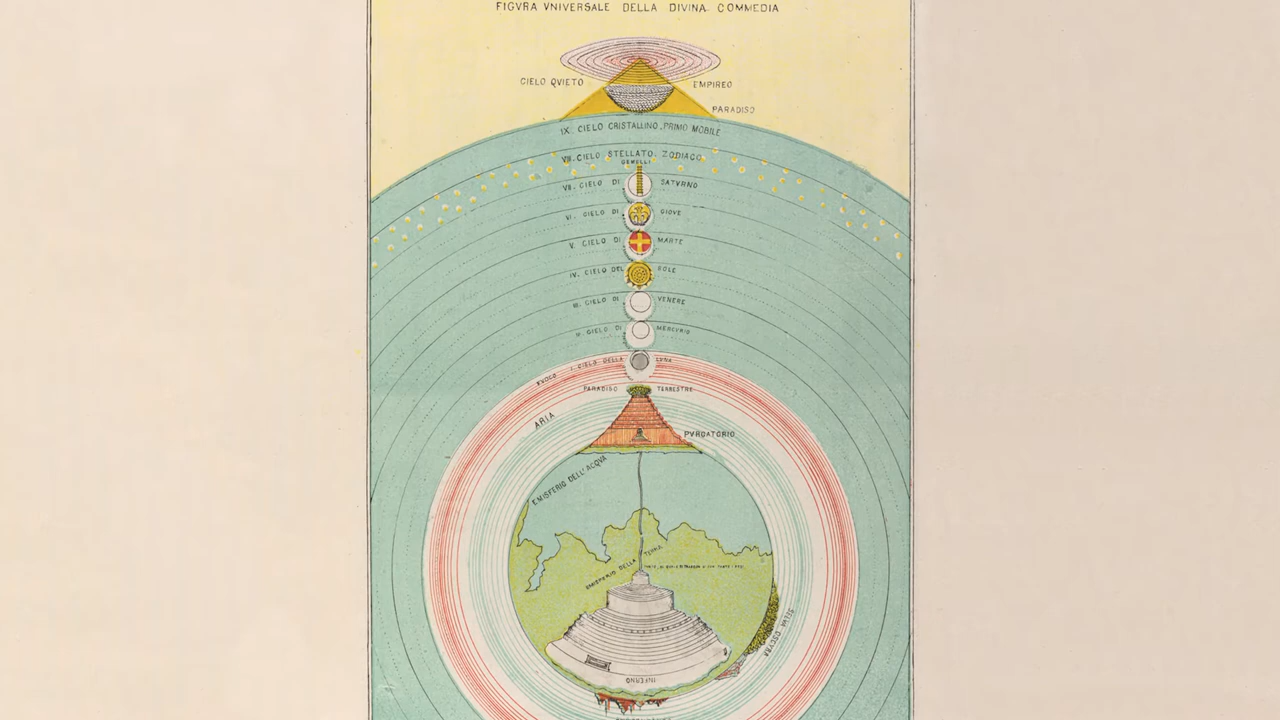 FIGVRA VNIVERSALE DELLA DIVINA COMMEDIA
CIELO QVIETO
EMPIREO
PARADISO
IX. CIELO CRISTALLINO, PRIMO MOBILE
VIII. CIELO STELLATO. ZODIACO
GEMELLI
VII. CIELO DI SATVRNO
VI. CIELO DI GIOVE
V. CIELO DI MARTE
IV. CIELO DEL SOLE
III. CIELO DI VENERE
II. CIELO DI MERCVRIO
I. CIELO DELLA LUNA
PARADISO TERRESTRE
ARIA
PVRGATORIO
EMISFERIO DELL'ACQVA
EMISFERIO DELLA TERRA
SELVA OSCVRA
INFERNO